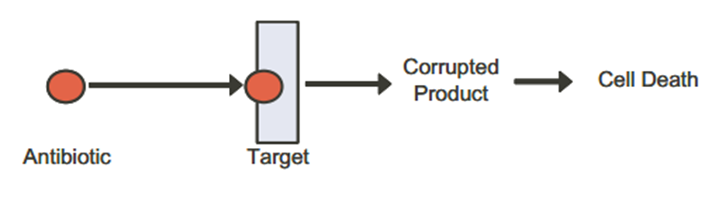 Corrupted
Product
Cell Death
Antibiotic
Target